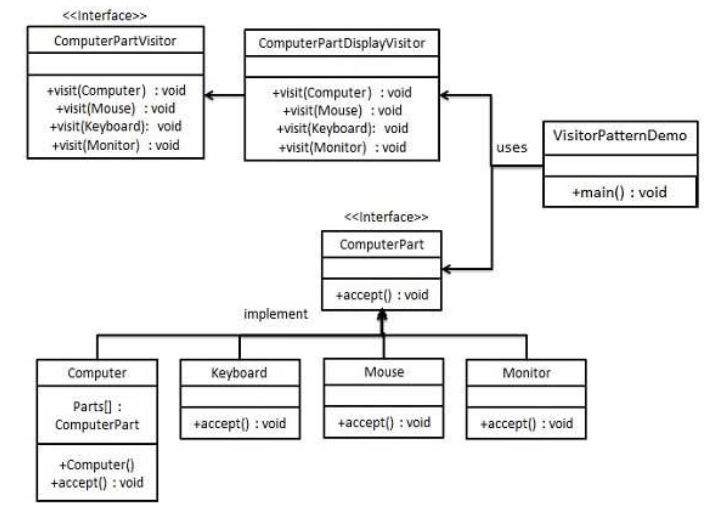 <<Interface>>
ComputerPartVisitor
+visit(Computer) : void
+visit(Mouse) : void
+visit(Keyboard): void
+visit(Monitor) : void
ComputerPartDisplayVisitor
+visit(Computer) : void
+visit(Mouse) : void
+visit(Keyboard): void
+visit(Monitor) : void
uses
VisitorPatternDemo
+main() : void
<<Interface>>
ComputerPart
+accept() : void
implement
Computer
Parts[] :
ComputerPart
+Computer()
+accept() : void
Keyboard
+accept() : void
Mouse
+accept() : void
Monitor
+accept() : void